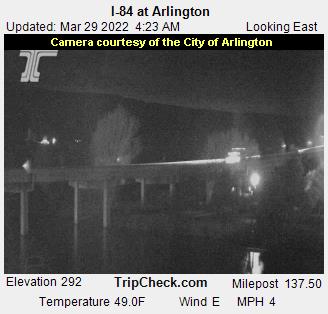 I-84 at Arlington
Updated: Mar 29 2022 4:23 AM Looking East
Camera courtesy of the City of Arlington
Elevation 292 TripCheck.com Milepost 137.50
Temperature 49.0F Wind E MPH 4